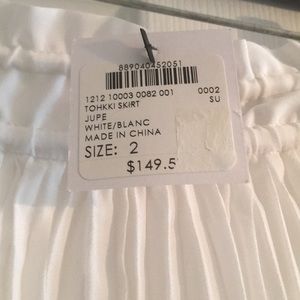 889040452051
1212 10003 0082 001 0002
TOHKKI SKIRT SU
JUPE
WHITE/BLANC
MADE IN CHINA
SIZE: 2
$149.5